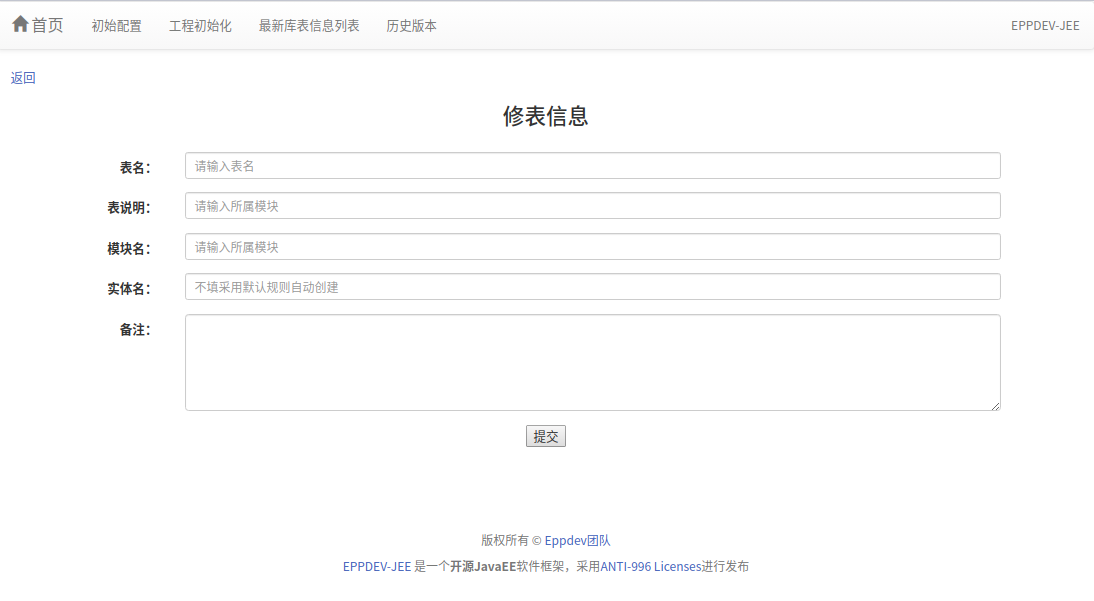 首页 初始配置 工程初始化 最新库表信息列表 历史版本 EPPDEV-JEE
返回
修表信息
表名： 请输入表名
表说明： 请输入所属模块
模块名： 请输入所属模块
实体名： 不填采用默认规则自动创建
备注：
提交
版权所有 © Eppdev团队
EPPDEV-JEE 是一个开源JavaEE软件框架，采用ANTI-996 Licenses进行发布